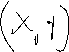 (x, y)